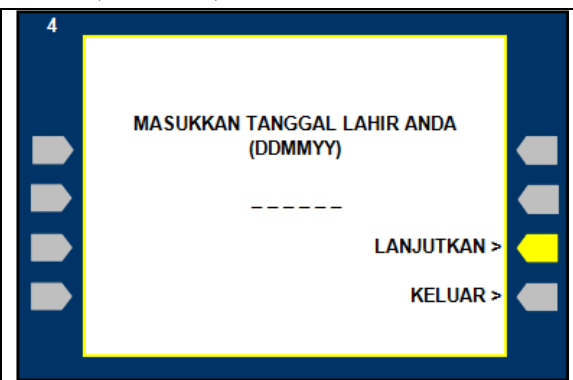 4
MASUKKAN TANGGAL LAHIR ANDA
(DDMMYY)
_ _ _ _ _ _
LANJUTKAN >
KELUAR >